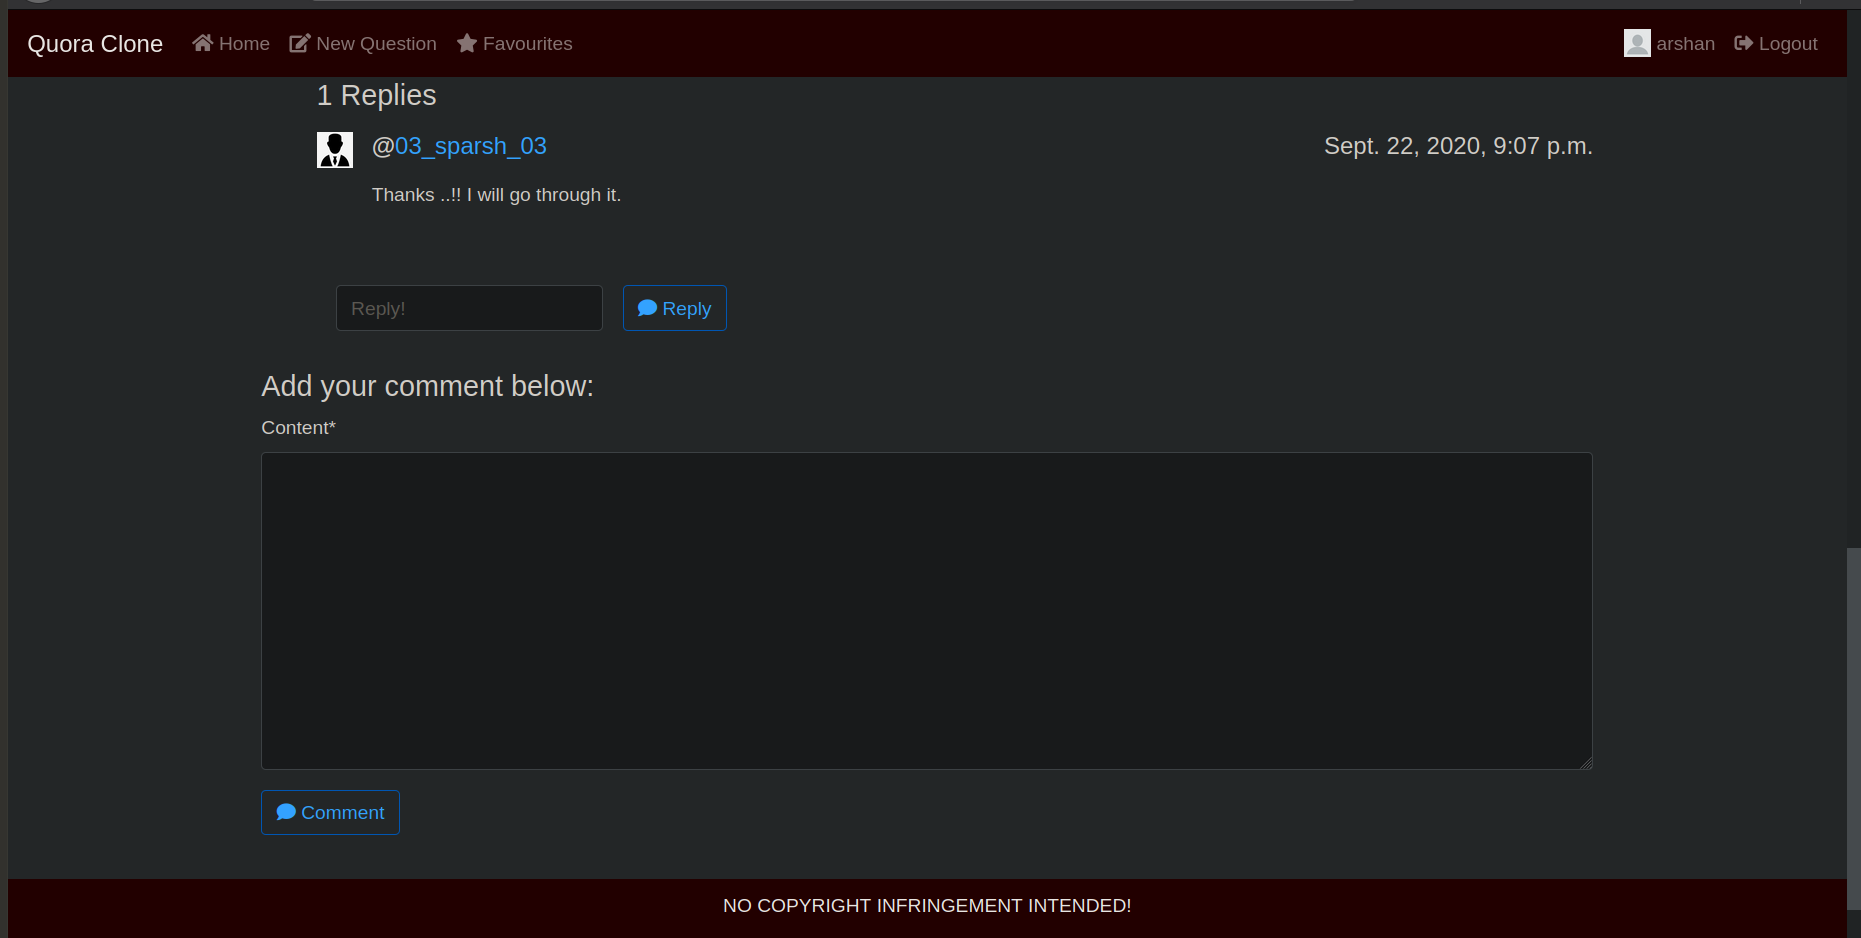 Quora Clone Home New Question Favourites arshan Logout
1 Replies
@03_sparsh_03 Sept. 22, 2020, 9:07 p.m.
Thanks ..!! I will go through it.
Reply! Reply
Add your comment below:
Content*
Comment
NO COPYRIGHT INFRINGEMENT INTENDED!